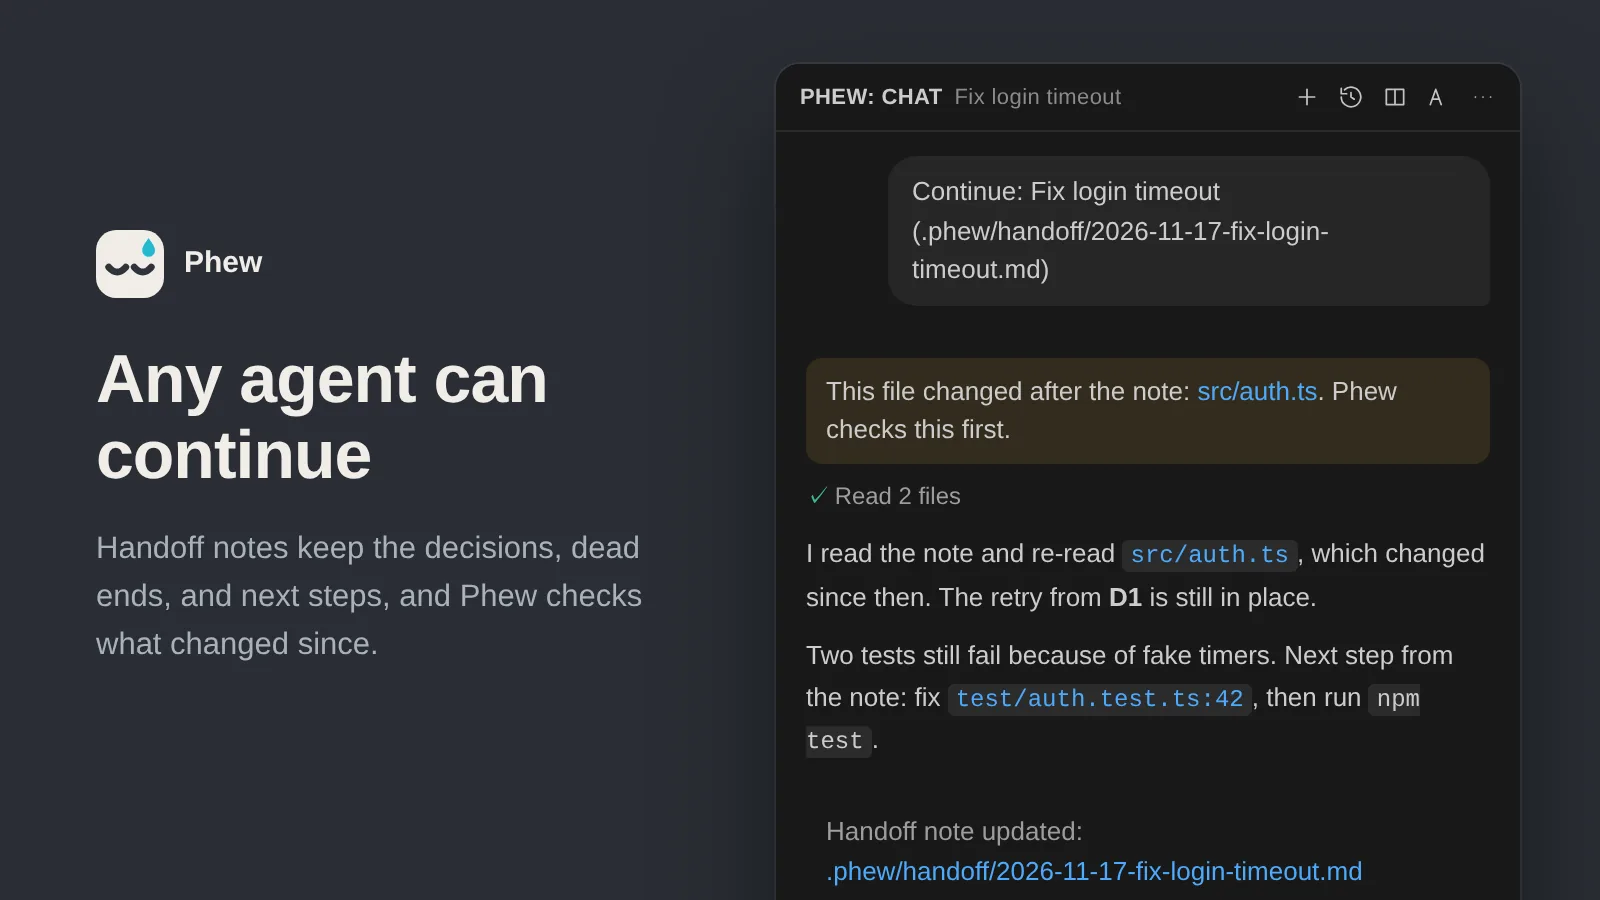 Phew
Any agent can
continue
Handoff notes keep the decisions, dead
ends, and next steps, and Phew checks
what changed since.
PHEW: CHAT Fix login timeout
Continue: Fix login timeout
(.phew/handoff/2026-11-17-fix-login-
timeout.md)
This file changed after the note: src/auth.ts. Phew
checks this first.
✓ Read 2 files
I read the note and re-read src/auth.ts, which changed
since then. The retry from D1 is still in place.
Two tests still fail because of fake timers. Next step from
the note: fix test/auth.test.ts:42, then run npm
test.
Handoff note updated:
.phew/handoff/2026-11-17-fix-login-timeout.md